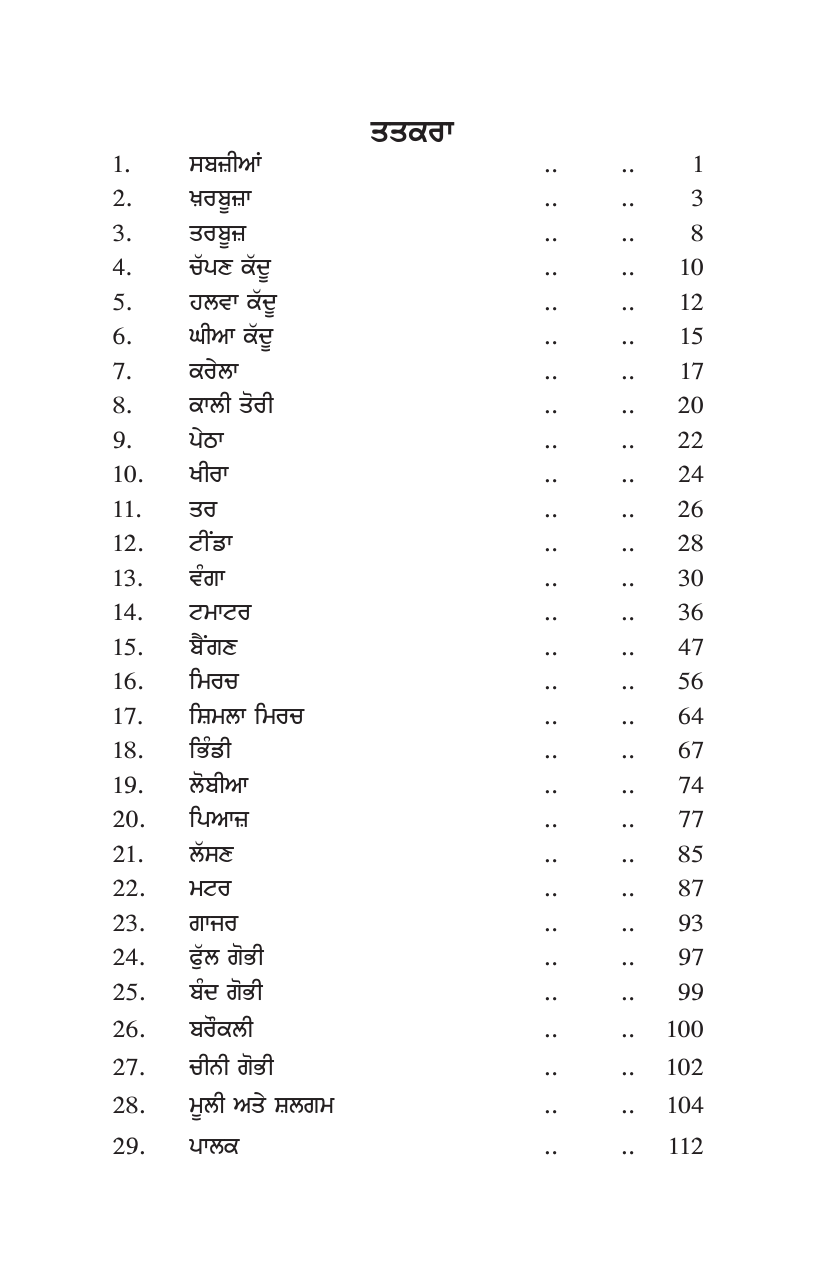 ਤਤਕਰਾ
1. ਸਬਜ਼ੀਆਂ .. .. 1
2. ਖ਼ਰਬੂਜ਼ਾ .. .. 3
3. ਤਰਬੂਜ਼ .. .. 8
4. ਚੱਪਣ ਕੱਦੂ .. .. 10
5. ਹਲਵਾ ਕੱਦੂ .. .. 12
6. ਘੀਆ ਕੱਦੂ .. .. 15
7. ਕਰੇਲਾ .. .. 17
8. ਕਾਲੀ ਤੋਰੀ .. .. 20
9. ਪੇਠਾ .. .. 22
10. ਖੀਰਾ .. .. 24
11. ਤਰ .. .. 26
12. ਟੀਂਡਾ .. .. 28
13. ਵੰਗਾ .. .. 30
14. ਟਮਾਟਰ .. .. 36
15. ਬੈਂਗਣ .. .. 47
16. ਮਿਰਚ .. .. 56
17. ਸ਼ਿਮਲਾ ਮਿਰਚ .. .. 64
18. ਭਿੰਡੀ .. .. 67
19. ਲੋਬੀਆ .. .. 74
20. ਪਿਆਜ਼ .. .. 77
21. ਲੱਸਣ .. .. 85
22. ਮਟਰ .. .. 87
23. ਗਾਜਰ .. .. 93
24. ਫੁੱਲ ਗੋਭੀ .. .. 97
25. ਬੰਦ ਗੋਭੀ .. .. 99
26. ਬਰੌਕਲੀ .. .. 100
27. ਚੀਨੀ ਗੋਭੀ .. .. 102
28. ਮੂਲੀ ਅਤੇ ਸ਼ਲਗਮ .. .. 104
29. ਪਾਲਕ .. .. 112